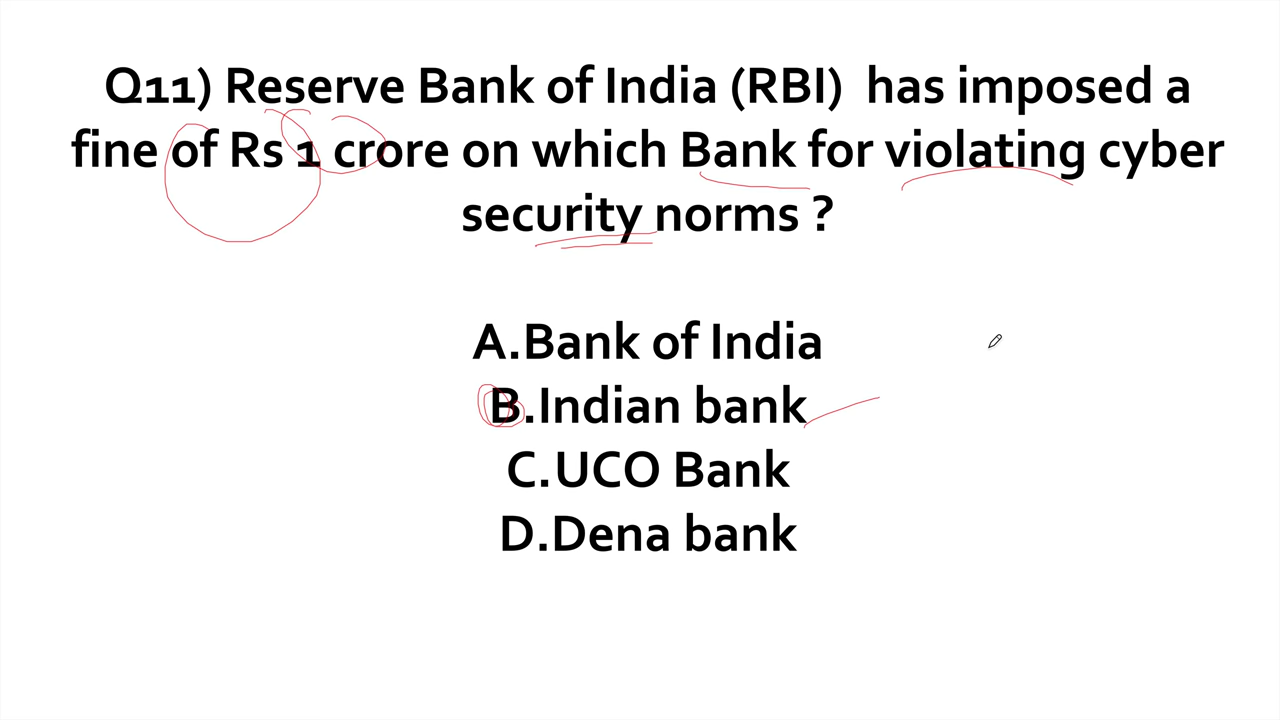 Q11) Reserve Bank of India (RBI) has imposed a
fine of Rs 1 crore on which Bank for violating cyber
security norms ?
A.Bank of India
B.Indian bank
C.UCO Bank
D.Dena bank